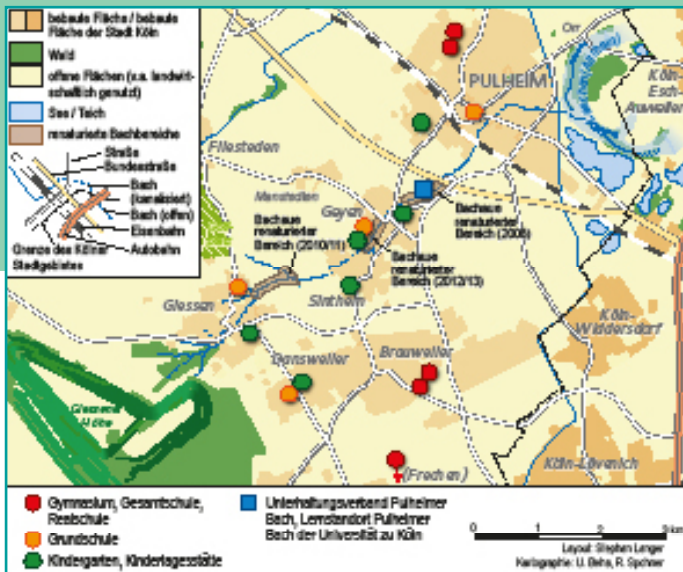 bebaute Fläche / bebaute
Fläche der Stadt Köln
Wald
offene Flächen (v.a. landwirt-
schaftlich genutzt)
See / Teich
renaturierte Bachbereiche
Straße
Bundesstraße
Bach
(kanalisiert)
Bach (offen)
Eisenbahn
Autobahn
Grenze des Kölner
Stadtgebietes
Orr
PULHEIM
Köln-
Esch-
Auweiler
Fliesteden
Manstedten
Geyen
Bachaue
renaturierter
Bereich (2010/11)
Bachaue
renaturierter
Bereich (2008)
Bachaue
renaturierter
Bereich (2012/13)
Sinthern
Glessen
Köln-
Widdersdorf
Dansweiler
Brauweiler
Glessener
Höhe
(Frechen)
Köln-Lövenich
Gymnasium, Gesamtschule,
Realschule
Grundschule
Kindergarten, Kindertagesstätte
Unterhaltungsverband Pulheimer
Bach, Lernstandort Pulheimer
Bach der Universität zu Köln
0 1 2 3 km
Layout: Stephan Langer
Kartographie: U. Beha, R. Spohner